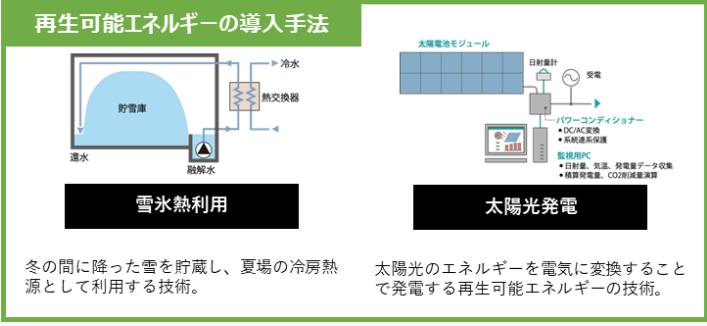 再生可能エネルギーの導入手法
冷水
熱交換器
貯雪庫
還水
融解水
雪氷熱利用
冬の間に降った雪を貯蔵し、夏場の冷房熱
源として利用する技術。
太陽電池モジュール
日射量計
受電
パワーコンディショナー
● DC/AC変換
● 系統連系保護
監視用PC
● 日射量、気温、発電量データ収集
● 積算発電量、CO2削減量演算
太陽光発電
太陽光のエネルギーを電気に変換すること
で発電する再生可能エネルギーの技術。